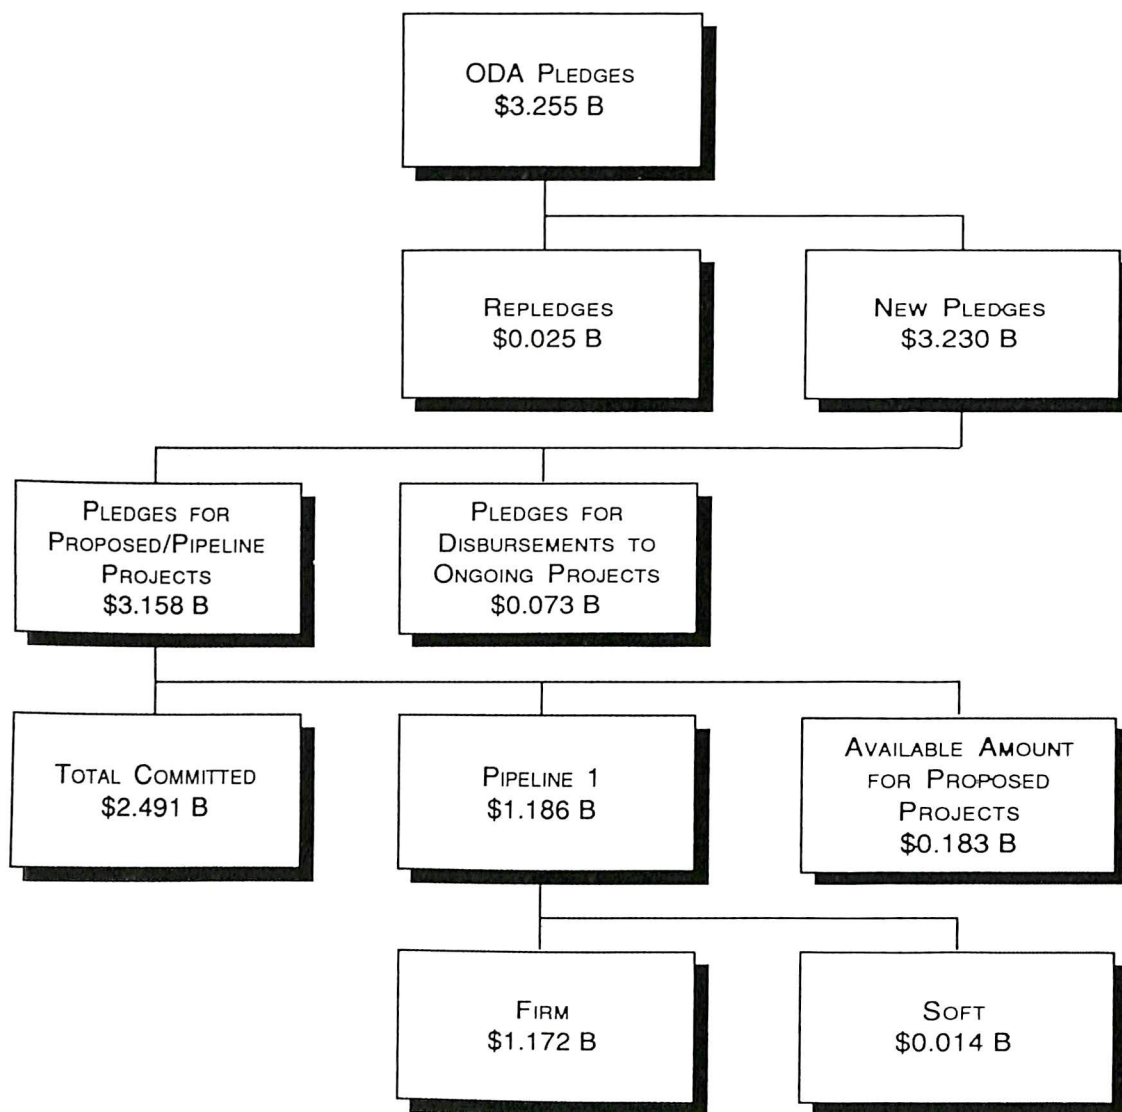 ODA PLEDGES
$3.255 B
REPLEDGES
$0.025 B
NEW PLEDGES
$3.230 B
PLEDGES FOR
PROPOSED/PIPELINE
PROJECTS
$3.158 B
PLEDGES FOR
DISBURSEMENTS TO
ONGOING PROJECTS
$0.073 B
TOTAL COMMITTED
$2.491 B
PIPELINE 1
$1.186 B
AVAILABLE AMOUNT
FOR PROPOSED
PROJECTS
$0.183 B
FIRM
$1.172 B
SOFT
$0.014 B